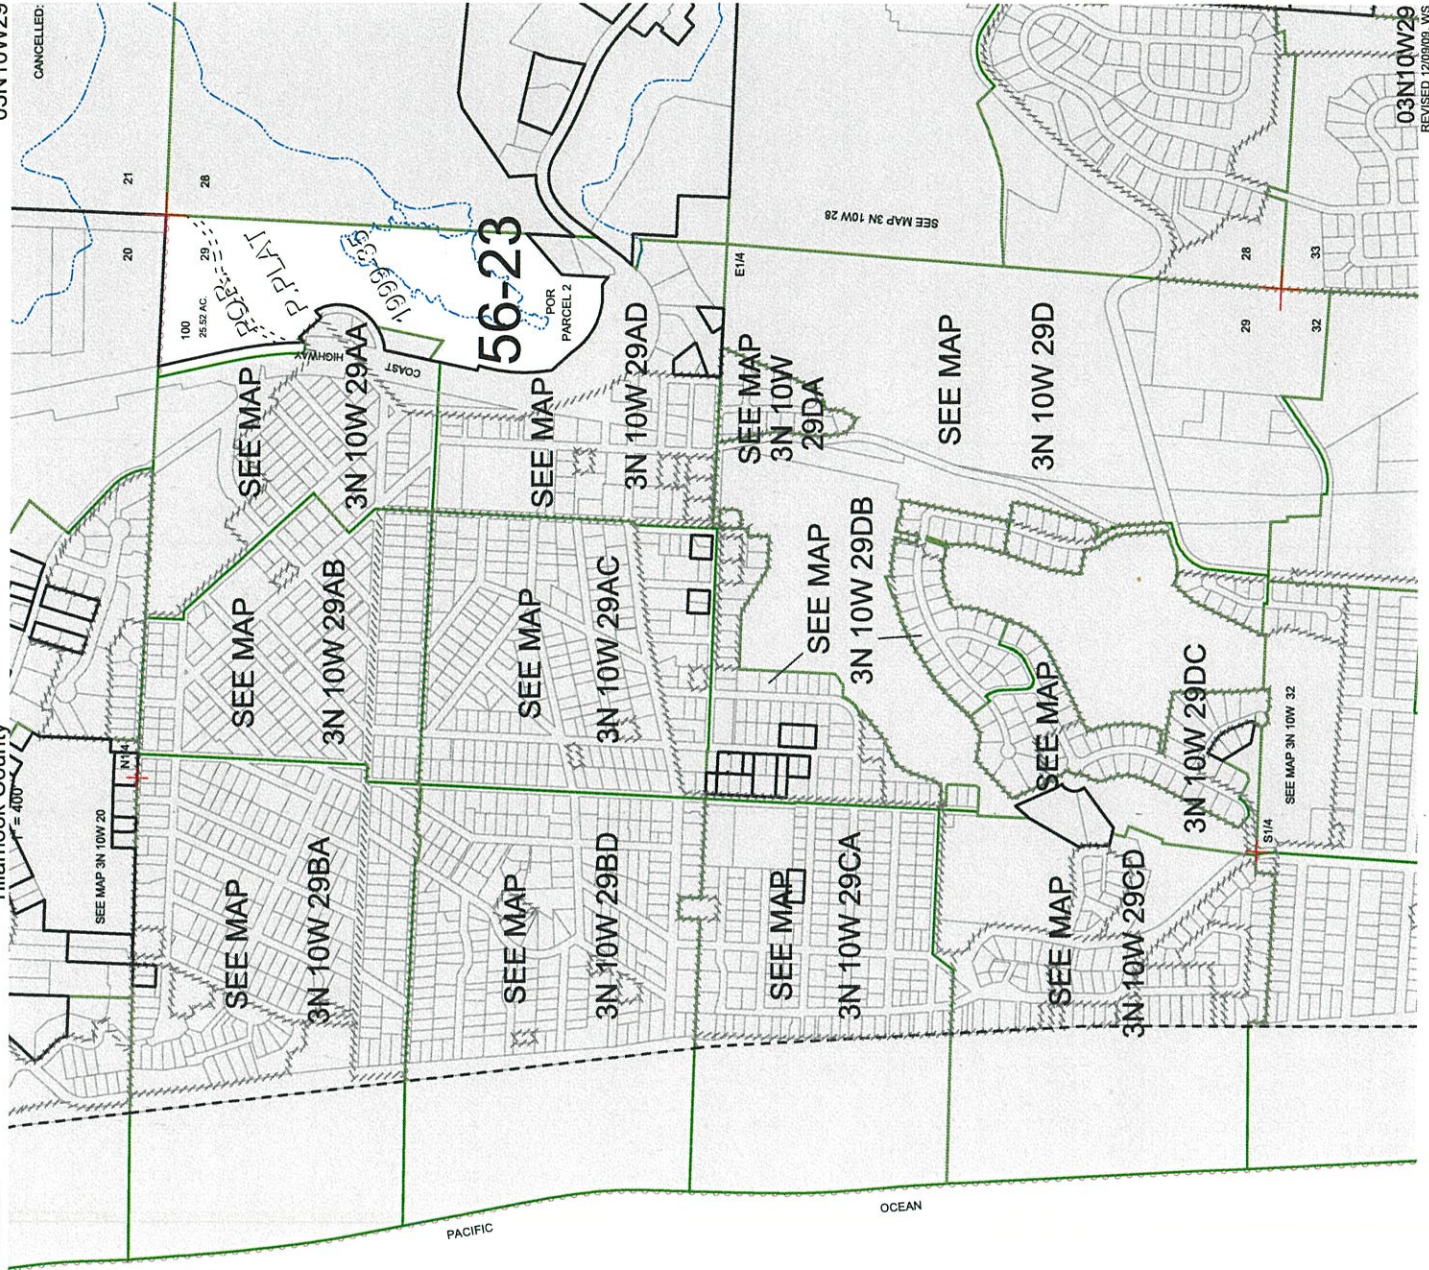 CANCELLED:
21
20
28
29
100
25.52 AC.
POR.
P.PLAT
1999-35
56-23
POR
PARCEL 2
HIGHWAY
COAST
SEE MAP
3N 10W 29AA
SEE MAP
3N 10W 29AD
E1/4
SEE MAP 3N 10W 28
SEE MAP
3N 10W
29DA
SEE MAP
3N 10W 29D
28
33
29
32
03N10W29
REVISED 12/09/09, WS
SEE MAP
3N 10W 29AB
SEE MAP
3N 10W 29AC
SEE MAP
3N 10W 29DB
SEE MAP
3N 10W 29DC
SEE MAP 3N 10W 32
S1/4
1" = 400'
SEE MAP 3N 10W 20
N1/4
SEE MAP
3N 10W 29BA
SEE MAP
3N 10W 29BD
SEE MAP
3N 10W 29CA
SEE MAP
3N 10W 29CD
PACIFIC
OCEAN